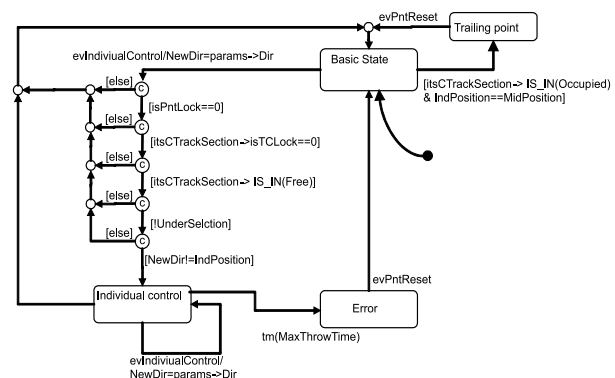 evPntReset
Trailing point
evIndiviualControl/NewDir=params->Dir
Basic State
[else]
C
[itsCTrackSection-> IS_IN(Occupied)
& IndPosition==MidPosition]
[isPntLock==0]
[else]
C
[itsCTrackSection->isTCLock==0]
[else]
C
[itsCTrackSection-> IS_IN(Free)]
[else]
C
[!UnderSelction]
[else]
C
[NewDir!=IndPosition]
evPntReset
Individual control
Error
tm(MaxThrowTime)
evIndiviualControl/
NewDir=params->Dir